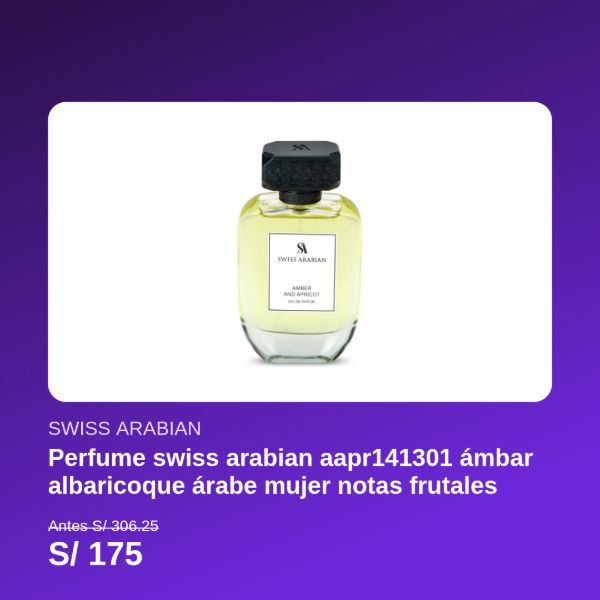 SA
SWISS ARABIAN
AMBER
AND APRICOT
EAU DE PARFUM
SWISS ARABIAN
Perfume swiss arabian aapr141301 ámbar
albaricoque árabe mujer notas frutales
Antes S/ 306.25
S/ 175